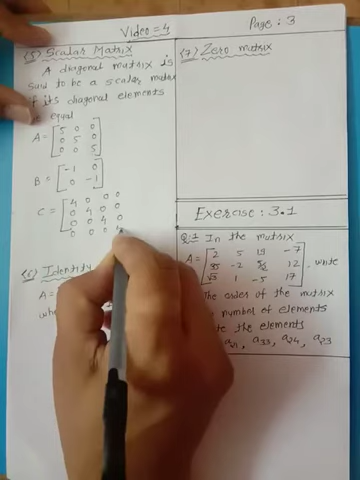 Video = 4
Page : 3
(5) Scalar Matrix
A diagonal matrix is
said to be a scalar matrix
if its diagonal elements
equal
A = [5 0 0
0 5 0
0 0 5]
B = [-1 0
0 -1]
C = [4 0 0 0
0 4 0 0
0 0 4 0
0 0 0
(6) Identity
A =
(7) Zero matrix
Exercise : 3.1
Q.1 In the matrix
A = [2 5 19 -7
35 -2 5/2 12
√3 1 -5 17] , write
The order of the matrix
number of elements
the elements
a33, a24, a23